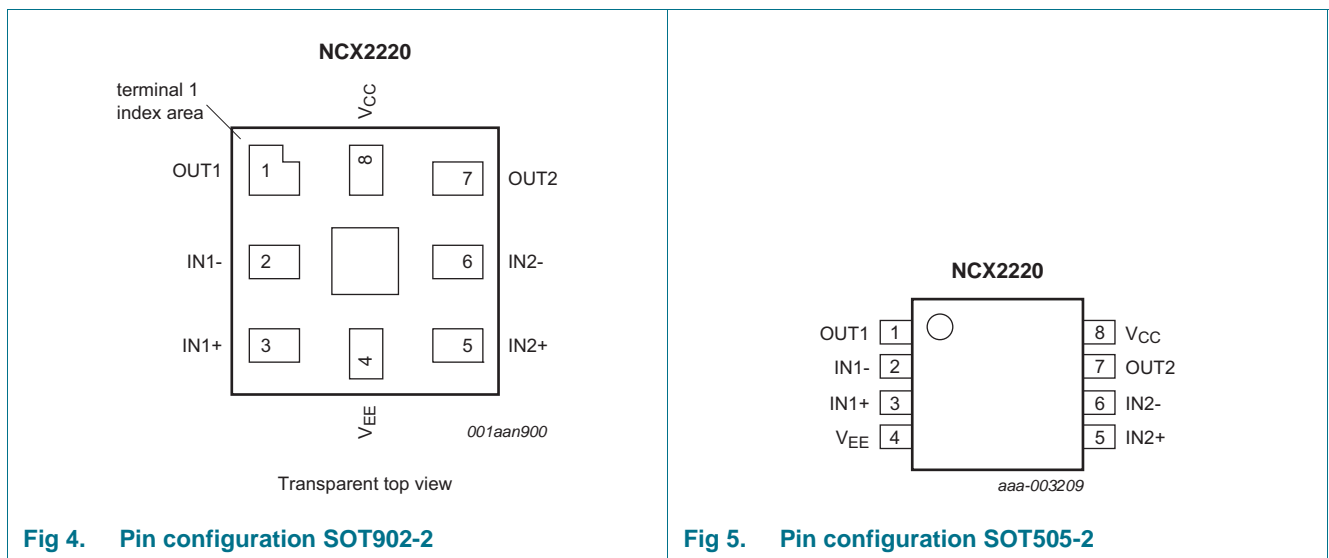 NCX2220
terminal 1
index area
VCC
OUT1
1
8
7
OUT2
IN1-
2
6
IN2-
IN1+
3
4
5
IN2+
VEE
001aan900
Transparent top view
Fig 4. Pin configuration SOT902-2
NCX2220
OUT1 1
8 VCC
IN1- 2
7 OUT2
IN1+ 3
6 IN2-
VEE 4
5 IN2+
aaa-003209
Fig 5. Pin configuration SOT505-2